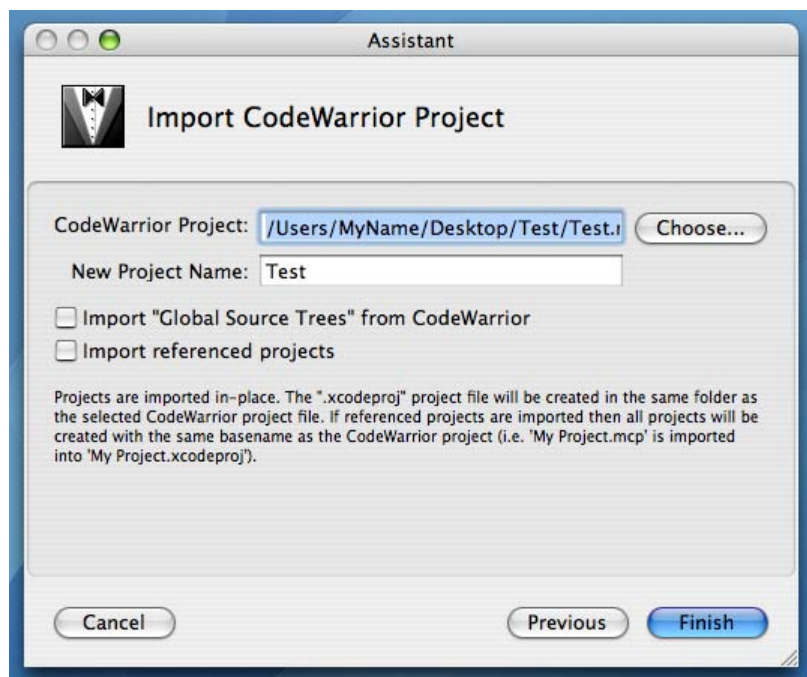 Assistant
Import CodeWarrior Project
CodeWarrior Project: /Users/MyName/Desktop/Test/Test. Choose...
New Project Name: Test
Import "Global Source Trees" from CodeWarrior
Import referenced projects
Projects are imported in-place. The ".xcodeproj" project file will be created in the same folder as
the selected CodeWarrior project file. If referenced projects are imported then all projects will be
created with the same basename as the CodeWarrior project (i.e. 'My Project.mcp' is imported
into 'My Project.xcodeproj').
Cancel Previous Finish